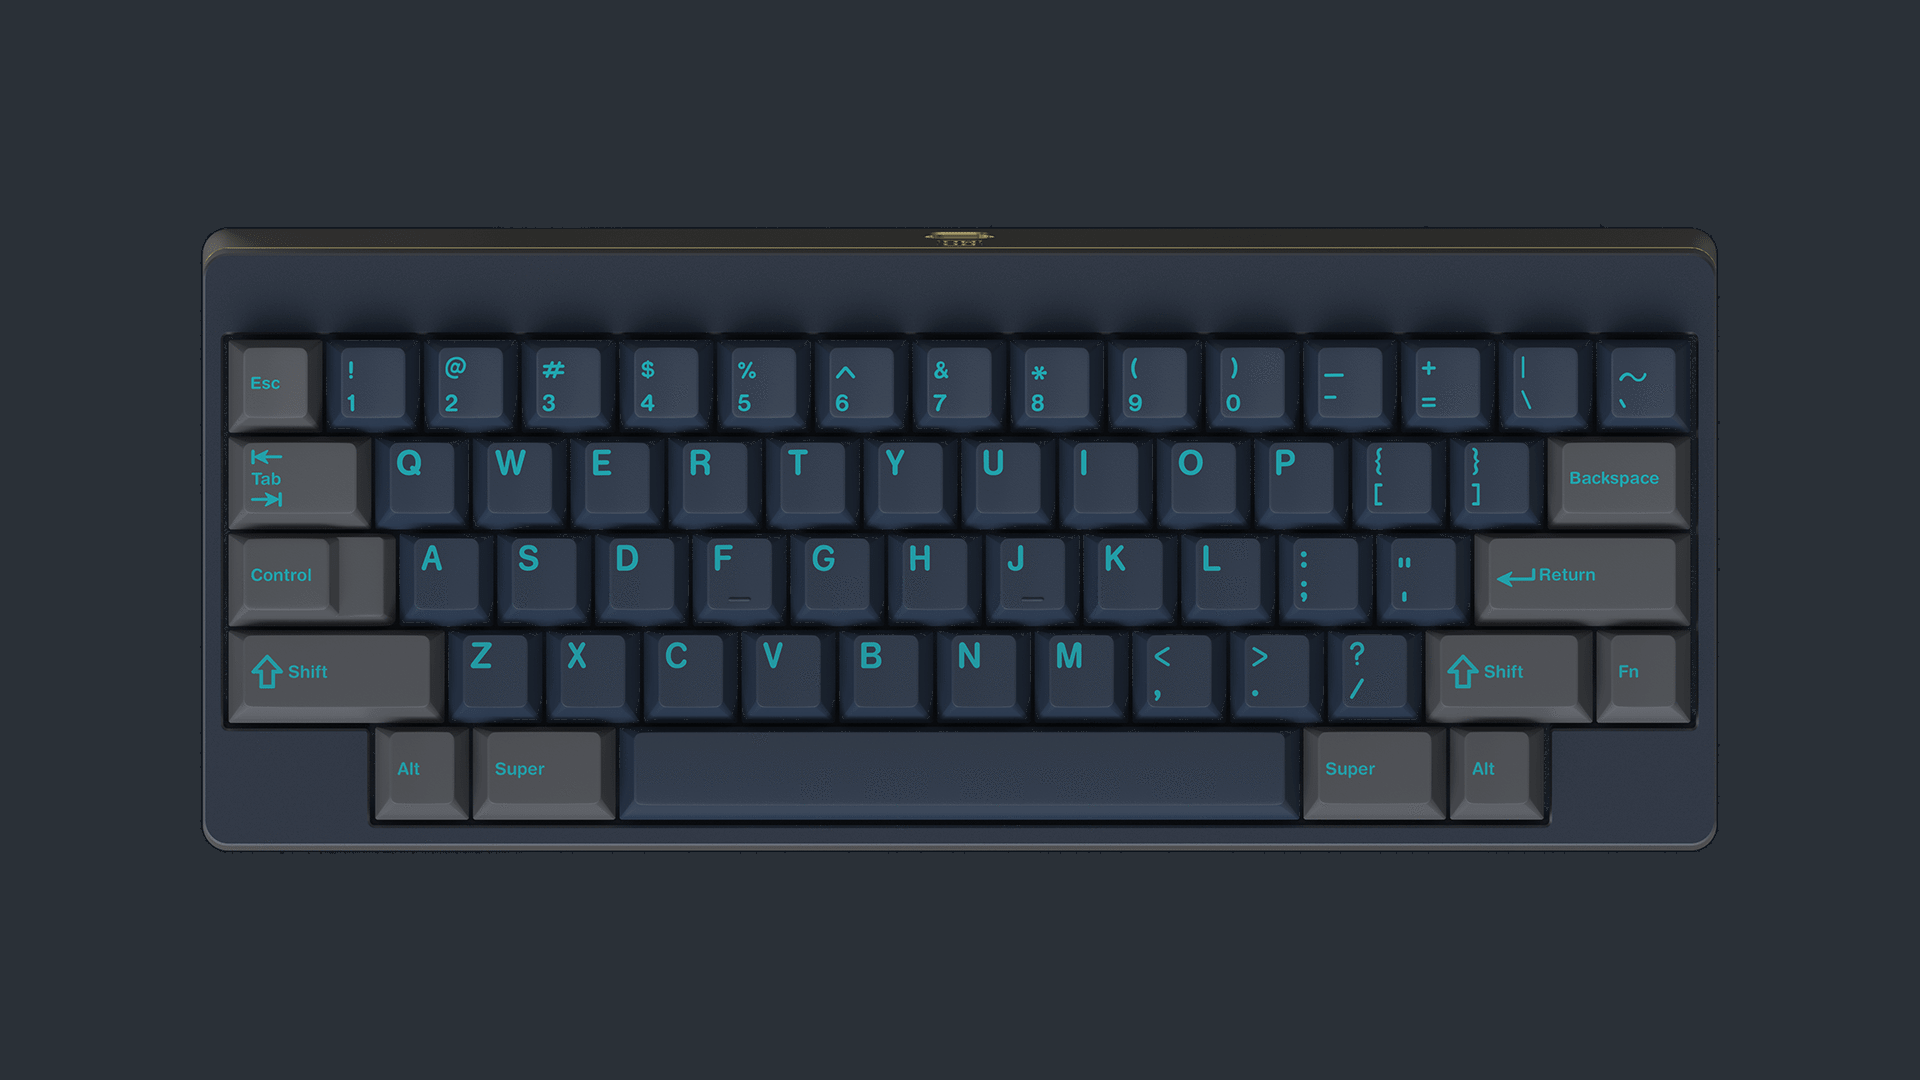 ! @ # $ % ^ & * ( ) _ + | ~
Esc 1 2 3 4 5 6 7 8 9 0 - = \ `
Tab Q W E R T Y U I O P { } Backspace
[ ]
Control A S D F G H J K L : " Return
; '
Shift Z X C V B N M < > ? Shift Fn
, . /
Alt Super Super Alt